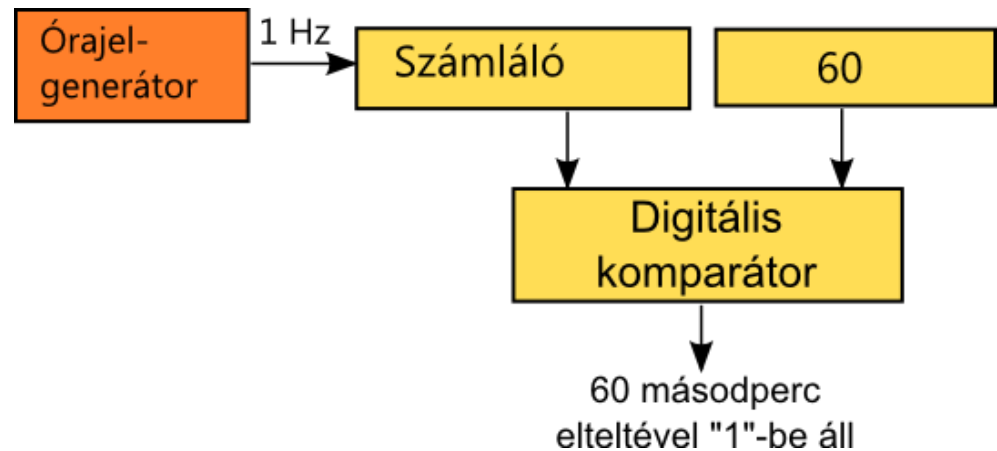 Órajel-
generátor
1 Hz
Számláló
60
Digitális
komparátor
60 másodperc
elteltével "1"-be áll